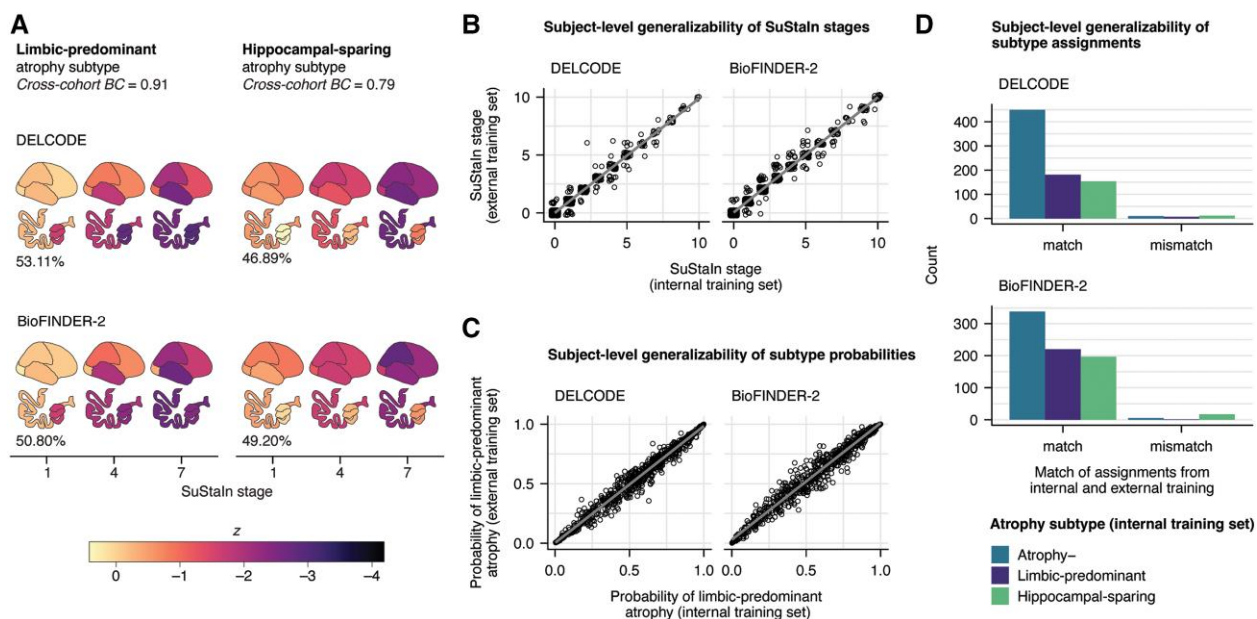 A
Limbic-predominant
atrophy subtype
Cross-cohort BC = 0.91
Hippocampal-sparing
atrophy subtype
Cross-cohort BC = 0.79
DELCODE
53.11%
46.89%
BioFINDER-2
50.80%
49.20%
1 4 7 1 4 7
SuStaIn stage
z
0 −1 −2 −3 −4
B
Subject-level generalizability of SuStaIn stages
DELCODE BioFINDER-2
SuStaIn stage
(external training set)
10
5
0
0 5 10 0 5 10
SuStaIn stage
(internal training set)
C
Subject-level generalizability of subtype probabilities
DELCODE BioFINDER-2
Probability of limbic-predominant
atrophy (external training set)
1.0
0.5
0.0
0.0 0.5 1.0 0.0 0.5 1.0
Probability of limbic-predominant
atrophy (internal training set)
D
Subject-level generalizability of
subtype assignments
DELCODE
400
300
200
100
0
match mismatch
Count
BioFINDER-2
300
200
100
0
match mismatch
Match of assignments from
internal and external training
Atrophy subtype (internal training set)
Atrophy−
Limbic-predominant
Hippocampal-sparing